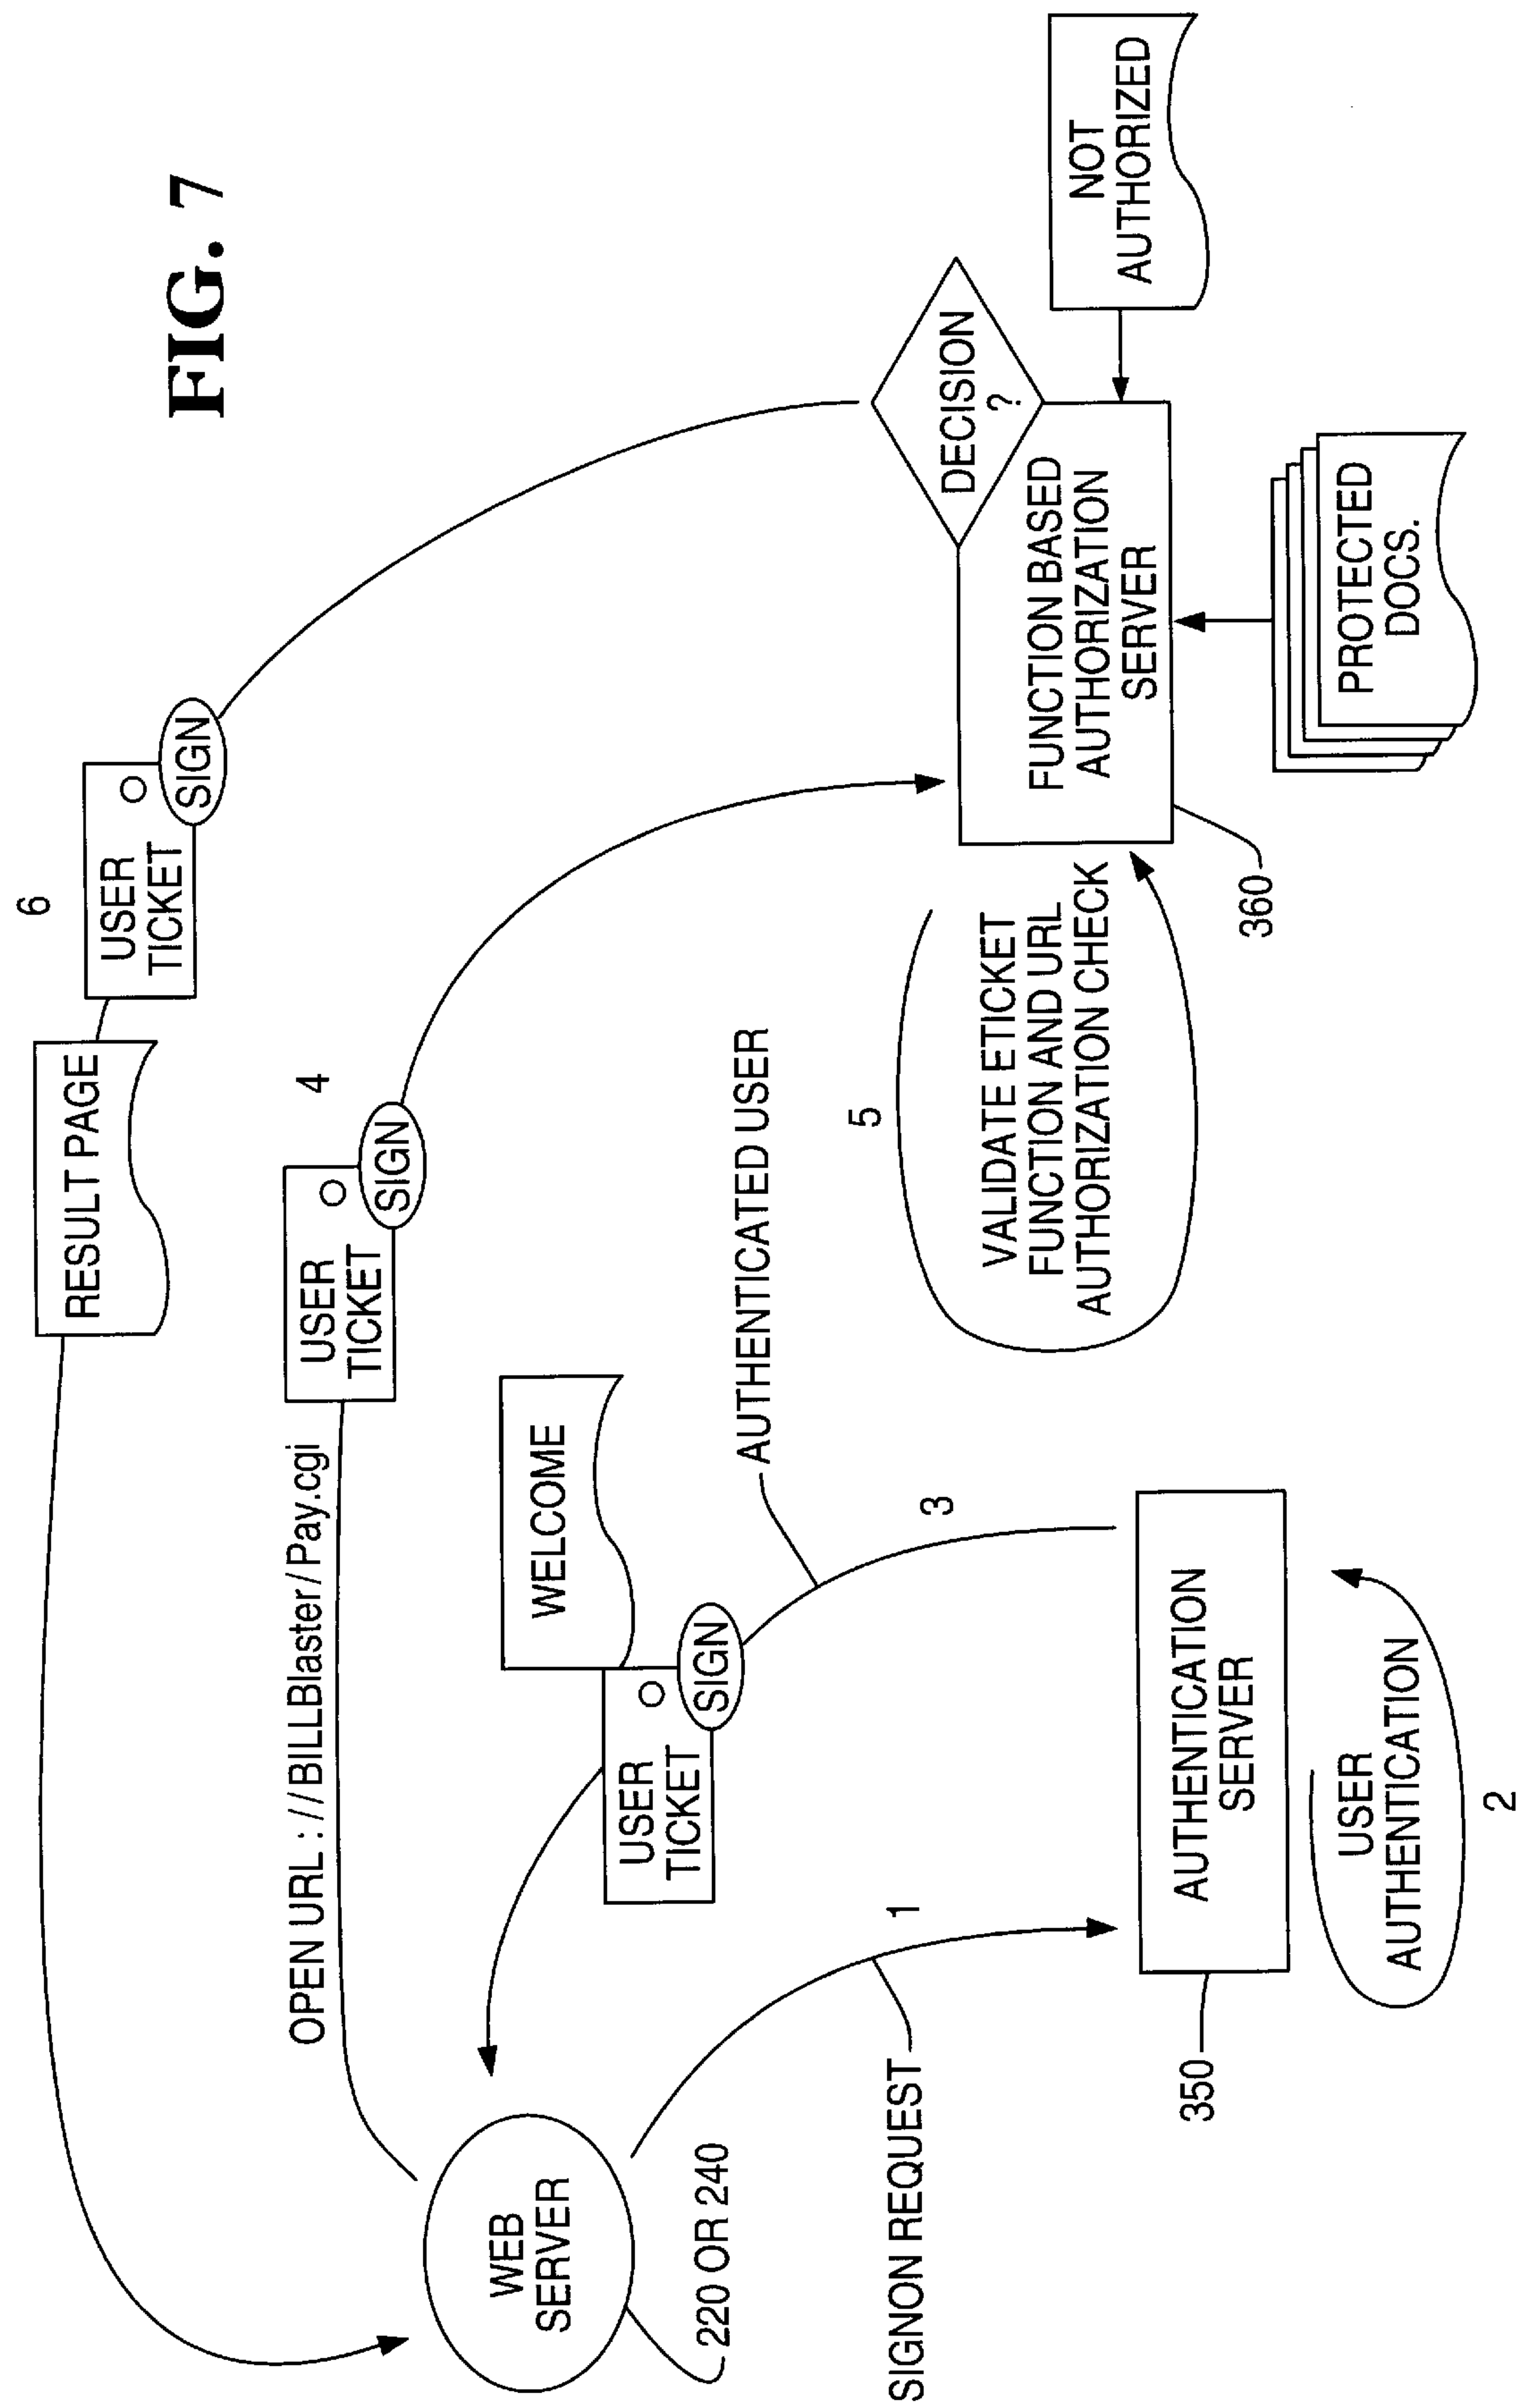 FIG. 7
6
RESULT PAGE
USER
TICKET
SIGN
4
OPEN URL : //BILLBlaster/Pay.cgi
USER
TICKET
SIGN
WELCOME
USER
TICKET
SIGN
AUTHENTICATED USER
3
WEB
SERVER
220 OR 240
SIGNON REQUEST
1
AUTHENTICATION
SERVER
350
USER
AUTHENTICATION
2
5
VALIDATE ETICKET
FUNCTION AND URL
AUTHORIZATION CHECK
DECISION
?
FUNCTION BASED
AUTHORIZATION
SERVER
360
NOT
AUTHORIZED
PROTECTED
DOCS.